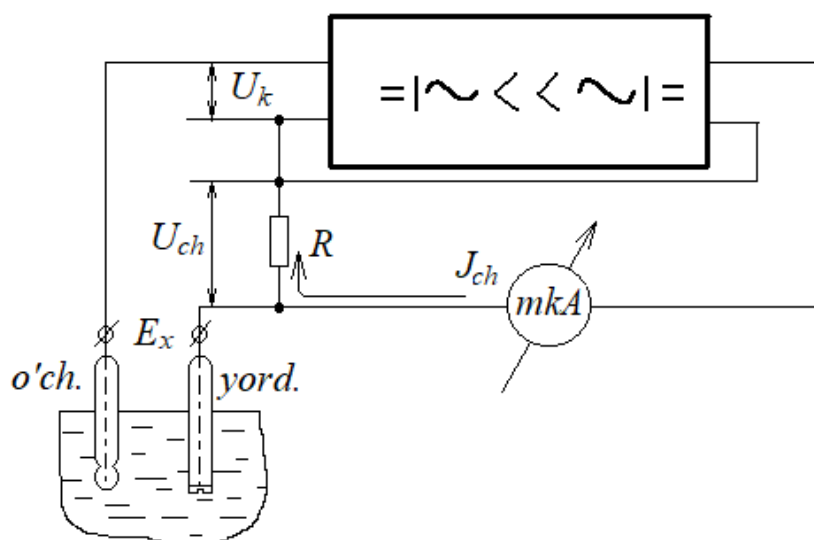 U_k
=|~<<~|=
U_ch
R
J_ch
mkA
E_x
o'ch.
yord.